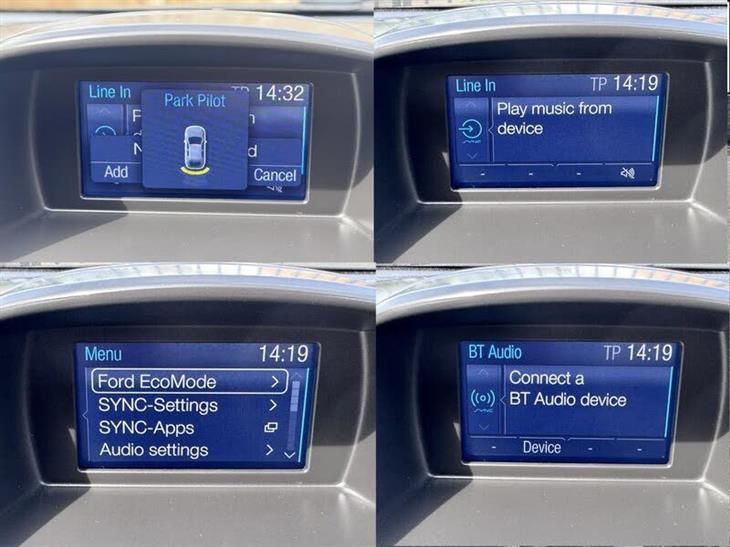 Line In 14:32
Park Pilot
Add Cancel
Line In TP 14:19
Play music from
device
SYNC
Menu 14:19
Ford EcoMode
SYNC-Settings
SYNC-Apps
Audio settings
BT Audio TP 14:19
Connect a
BT Audio device
SYNC
- Device - -